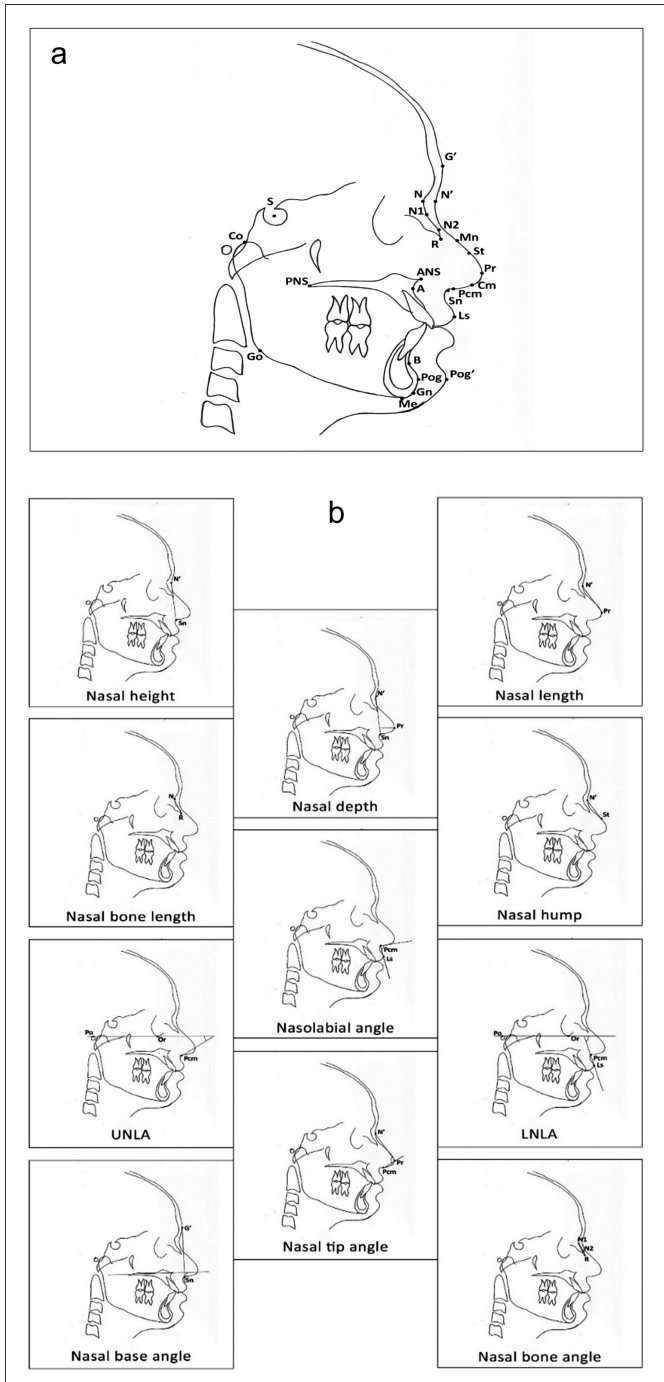 a
G'
S
N
N'
N1
N2
Co
R
Mn
St
ANS
Pr
PNS
A
Cm
Pcm
Sn
Ls
Go
B
Pog
Pog'
Gn
Me
b
N'
Sn
Nasal height
N'
Pr
Nasal length
N'
Pr
Sn
Nasal depth
N
R
Nasal bone length
N'
St
Nasal hump
Pcm
Ls
Nasolabial angle
Po
Or
Pcm
UNLA
Po
Or
Pcm
Ls
LNLA
N'
Pr
Pcm
Nasal tip angle
G'
Sn
Nasal base angle
N1
N2
R
Nasal bone angle